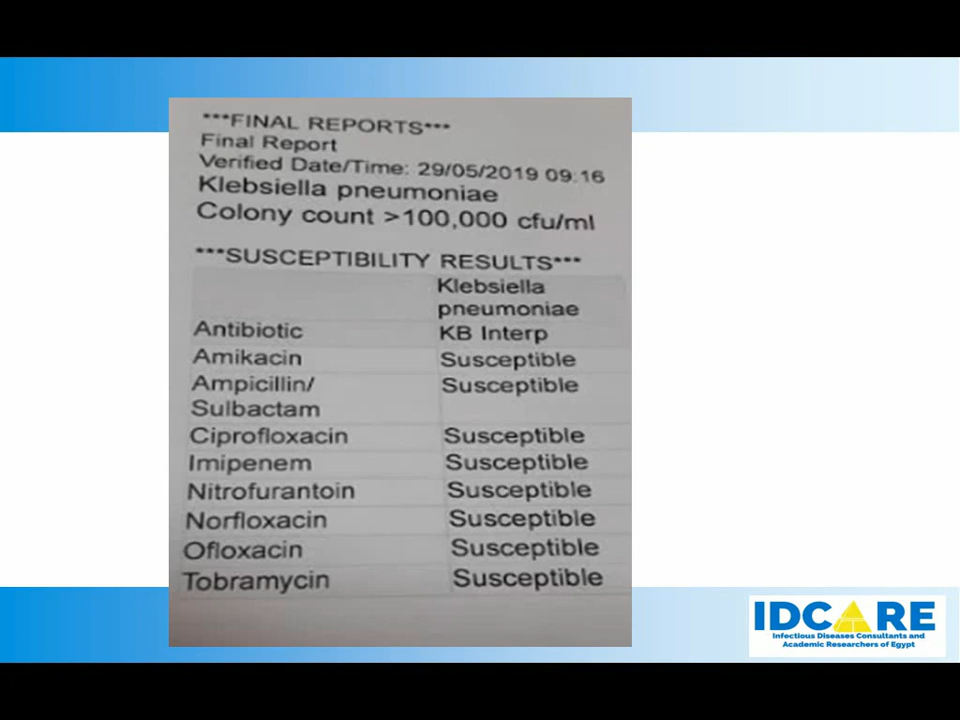 ***FINAL REPORTS***
Final Report
Verified Date/Time: 29/05/2019 09:16
Klebsiella pneumoniae
Colony count >100,000 cfu/ml
***SUSCEPTIBILITY RESULTS***
Klebsiella
pneumoniae
Antibiotic KB Interp
Amikacin Susceptible
Ampicillin/ Susceptible
Sulbactam
Ciprofloxacin Susceptible
Imipenem Susceptible
Nitrofurantoin Susceptible
Norfloxacin Susceptible
Ofloxacin Susceptible
Tobramycin Susceptible
IDCARE
Infectious Diseases Consultants and
Academic Researchers of Egypt